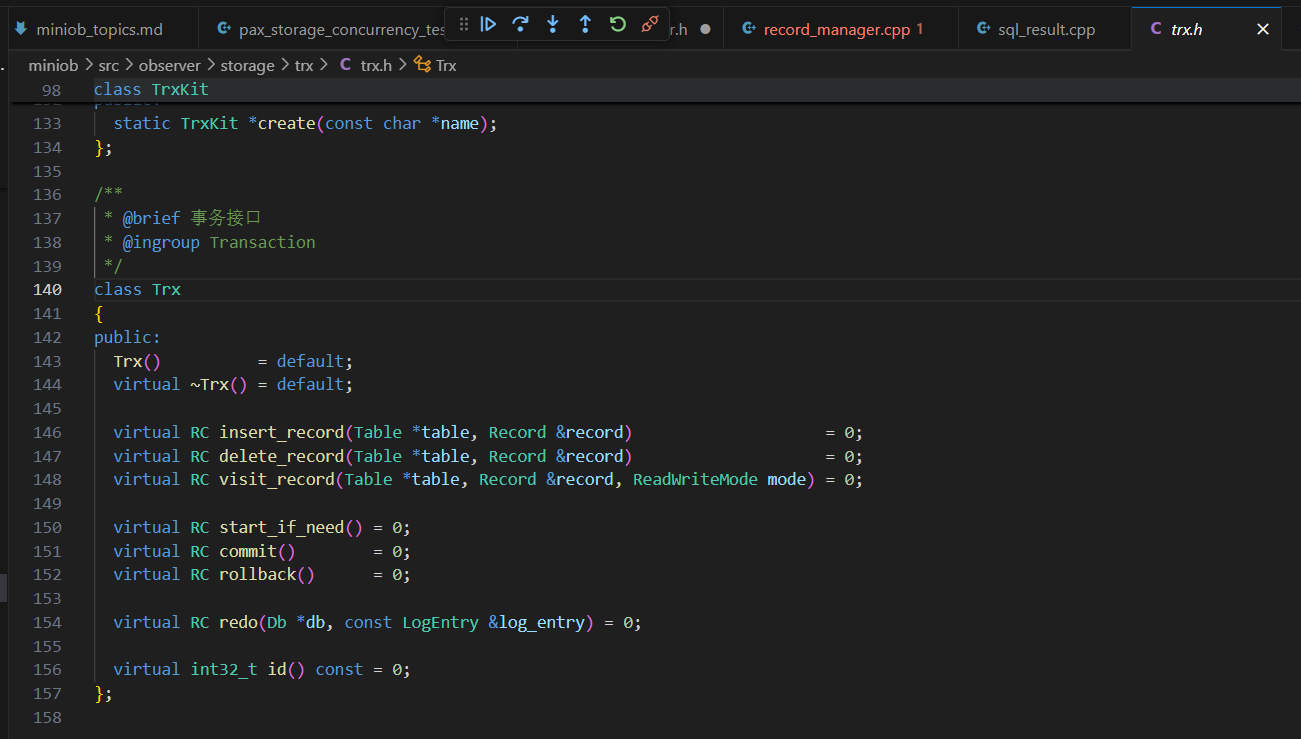 miniob_topics.md pax_storage_concurrency_tes r.h record_manager.cpp 1 sql_result.cpp trx.h
miniob > src > observer > storage > trx > C trx.h > Trx
98 class TrxKit
133 static TrxKit *create(const char *name);
134 };
135
136 /**
137 * @brief 事务接口
138 * @ingroup Transaction
139 */
140 class Trx
141 {
142 public:
143 Trx() = default;
144 virtual ~Trx() = default;
145
146 virtual RC insert_record(Table *table, Record &record) = 0;
147 virtual RC delete_record(Table *table, Record &record) = 0;
148 virtual RC visit_record(Table *table, Record &record, ReadWriteMode mode) = 0;
149
150 virtual RC start_if_need() = 0;
151 virtual RC commit() = 0;
152 virtual RC rollback() = 0;
153
154 virtual RC redo(Db *db, const LogEntry &log_entry) = 0;
155
156 virtual int32_t id() const = 0;
157 };
158